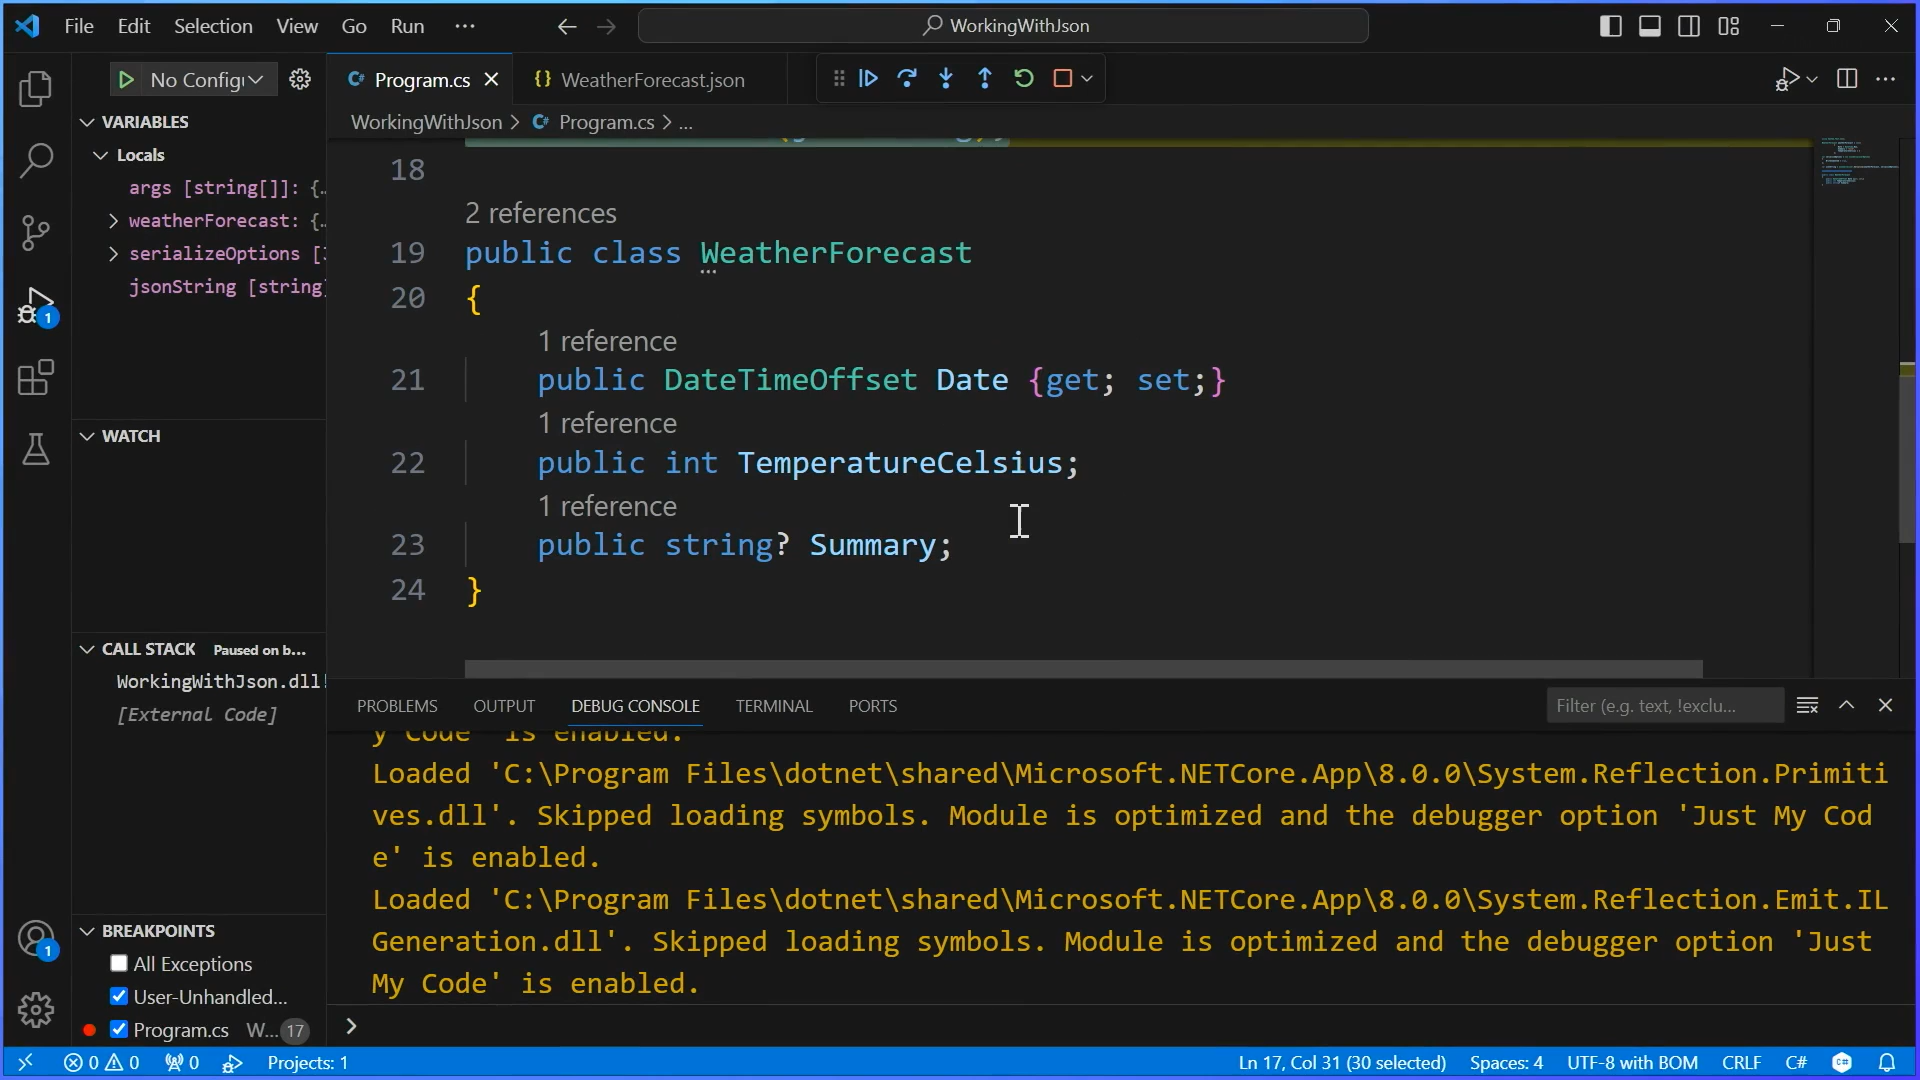 File Edit Selection View Go Run ··· WorkingWithJson
No Configu Program.cs WeatherForecast.json
VARIABLES
WorkingWithJson > Program.cs > ...
Locals
args [string[]]: {…
weatherForecast: {…
serializeOptions [
jsonString [string]
WATCH
CALL STACK Paused on b...
WorkingWithJson.dll!
[External Code]
BREAKPOINTS
All Exceptions
User-Unhandled...
Program.cs W... 17
18
2 references
19 public class WeatherForecast
20 {
1 reference
21 public DateTimeOffset Date {get; set;}
1 reference
22 public int TemperatureCelsius;
1 reference
23 public string? Summary;
24 }
PROBLEMS OUTPUT DEBUG CONSOLE TERMINAL PORTS Filter (e.g. text, !exclu...
y Code' is enabled.
Loaded 'C:\Program Files\dotnet\shared\Microsoft.NETCore.App\8.0.0\System.Reflection.Primiti
ves.dll'. Skipped loading symbols. Module is optimized and the debugger option 'Just My Cod
e' is enabled.
Loaded 'C:\Program Files\dotnet\shared\Microsoft.NETCore.App\8.0.0\System.Reflection.Emit.IL
Generation.dll'. Skipped loading symbols. Module is optimized and the debugger option 'Just
My Code' is enabled.
>
1
1
0 0 0 Projects: 1 Ln 17, Col 31 (30 selected) Spaces: 4 UTF-8 with BOM CRLF C#